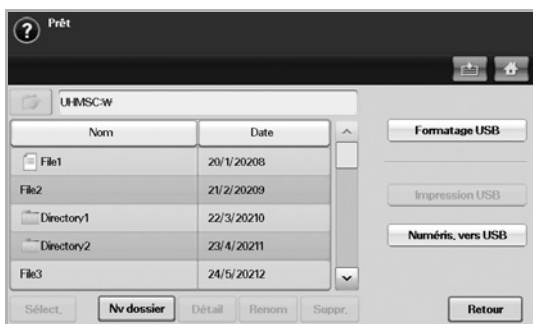 Prêt
UHMSC:\W
Nom Date
File1 20/1/20208
File2 21/2/20209
Directory1 22/3/20210
Directory2 23/4/20211
File3 24/5/20212
Formatage USB
Impression USB
Numéris. vers USB
Sélect. Nv dossier Détail Renom Suppr. Retour